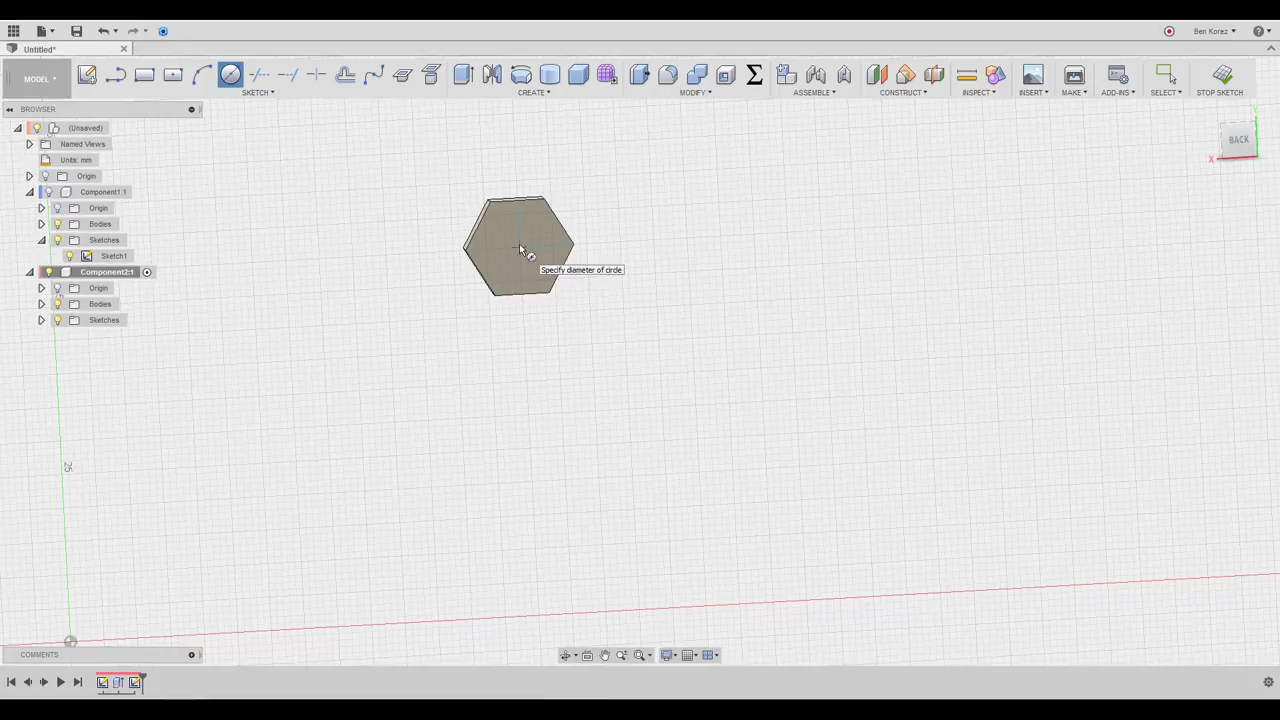 Ben Korez
Untitled*
MODEL
SKETCH
CREATE
MODIFY
ASSEMBLE
CONSTRUCT
INSPECT
INSERT
MAKE
ADD-INS
SELECT
STOP SKETCH
BROWSER
(Unsaved)
Named Views
Units: mm
Origin
Component1:1
Origin
Bodies
Sketches
Sketch1
Component2:1
Origin
Bodies
Sketches
Y
BACK
X
Specify diameter of circle
25
COMMENTS